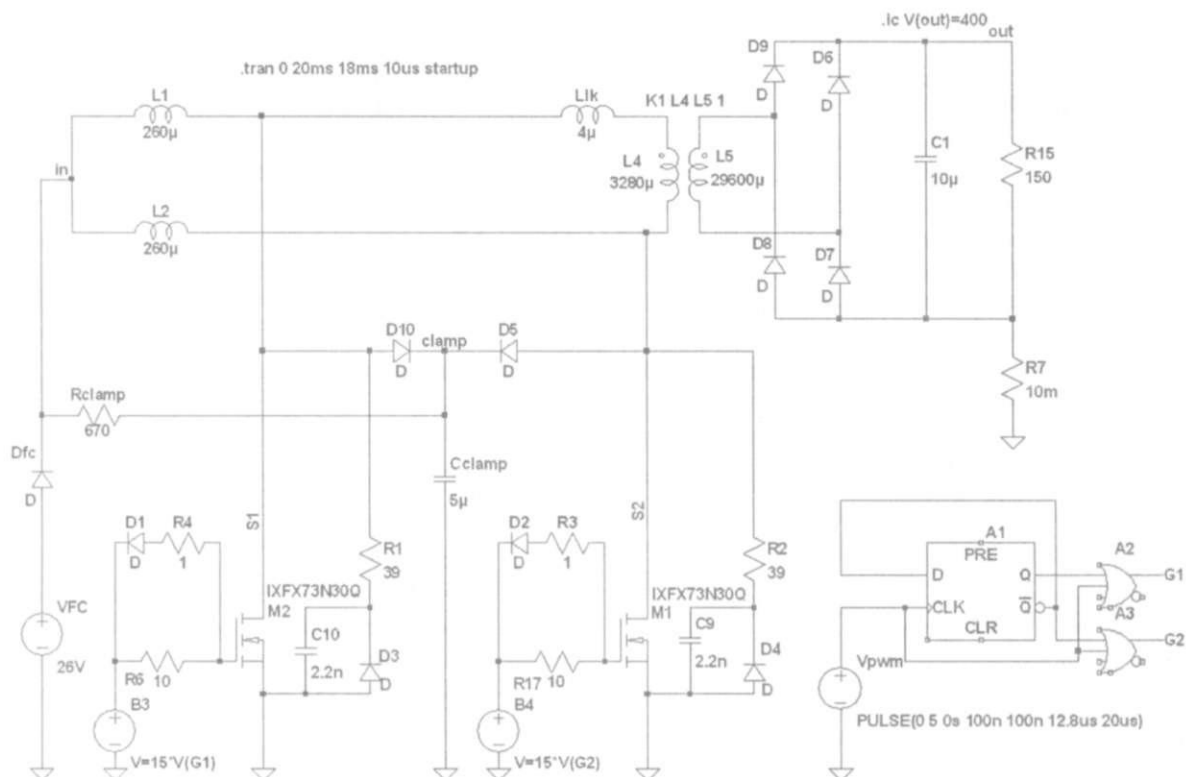 .ic V(out)=400
out
D9
D6
.tran 0 20ms 18ms 10us startup
D
D
L1
260µ
Llk
4µ
K1 L4 L5 1
in
L4
3280µ
L5
29600µ
C1
10µ
R15
150
L2
260µ
D8
D
D7
D
D10
D
clamp
D5
D
R7
10m
Rclamp
670
Dfc
D
Cclamp
5µ
S1
S2
D1
D
R4
1
R1
39
D2
D
R3
1
R2
39
A1
PRE
D
Q
CLK
Q
CLR
A2
G1
A3
G2
IXFX73N30Q
M2
IXFX73N30Q
M1
VFC
26V
R6
10
C10
2.2n
D3
D
R17
10
C9
2.2n
D4
D
Vpwm
B3
V=15*V(G1)
B4
V=15*V(G2)
PULSE(0 5 0s 100n 100n 12.8us 20us)